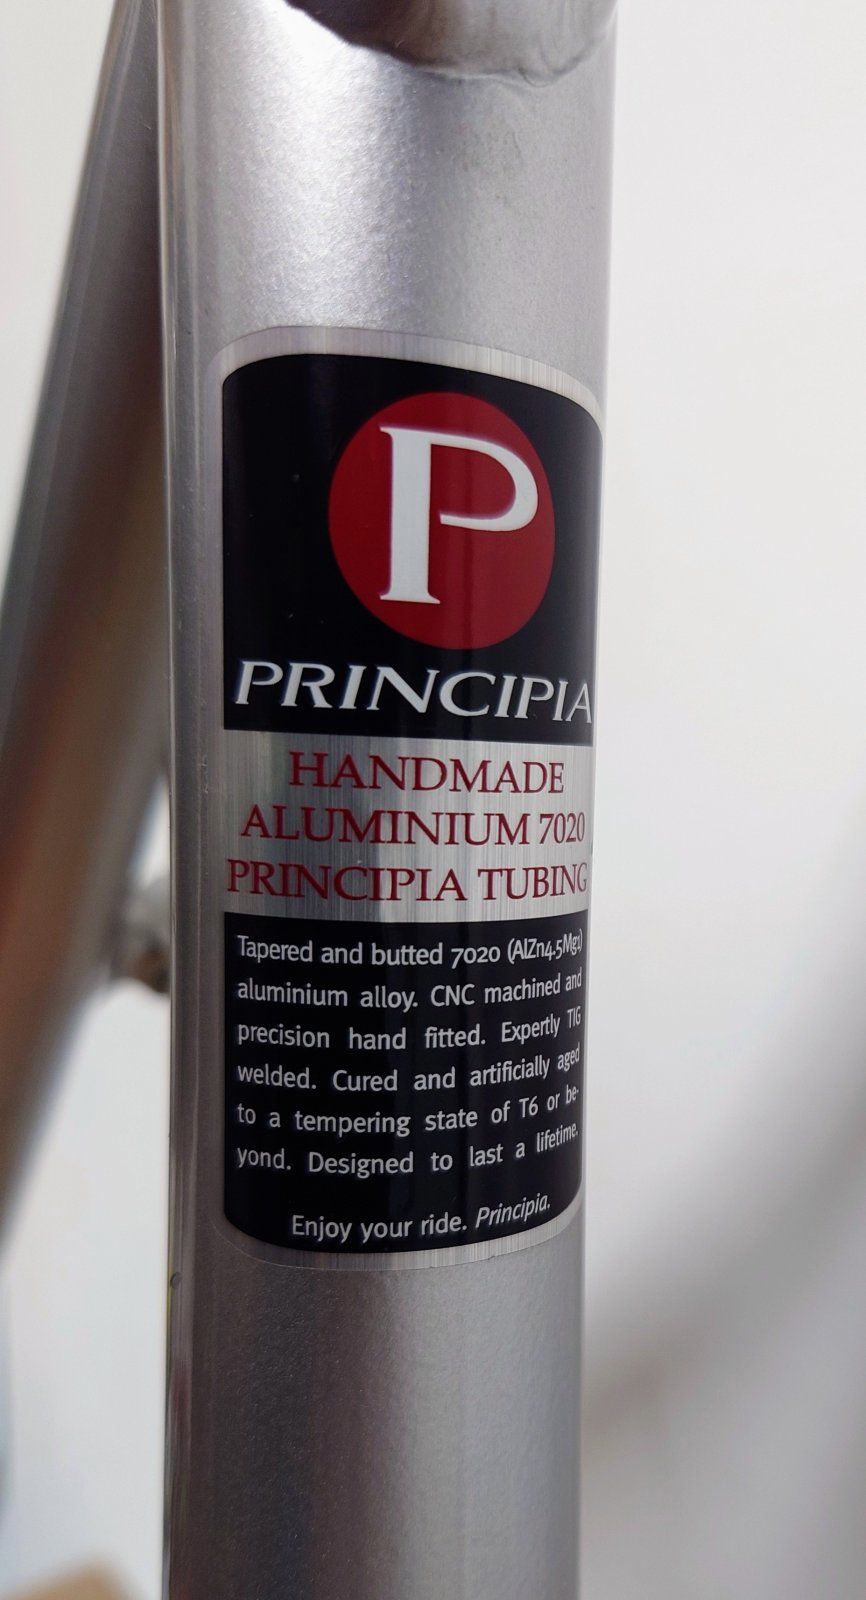 P
PRINCIPIA
HANDMADE
ALUMINIUM 7020
PRINCIPIA TUBING
Tapered and butted 7020 (AlZn4.5Mg1)
aluminium alloy. CNC machined and
precision hand fitted. Expertly TIG
welded. Cured and artificially aged
to a tempering state of T6 or be-
yond. Designed to last a lifetime.
Enjoy your ride. Principia.